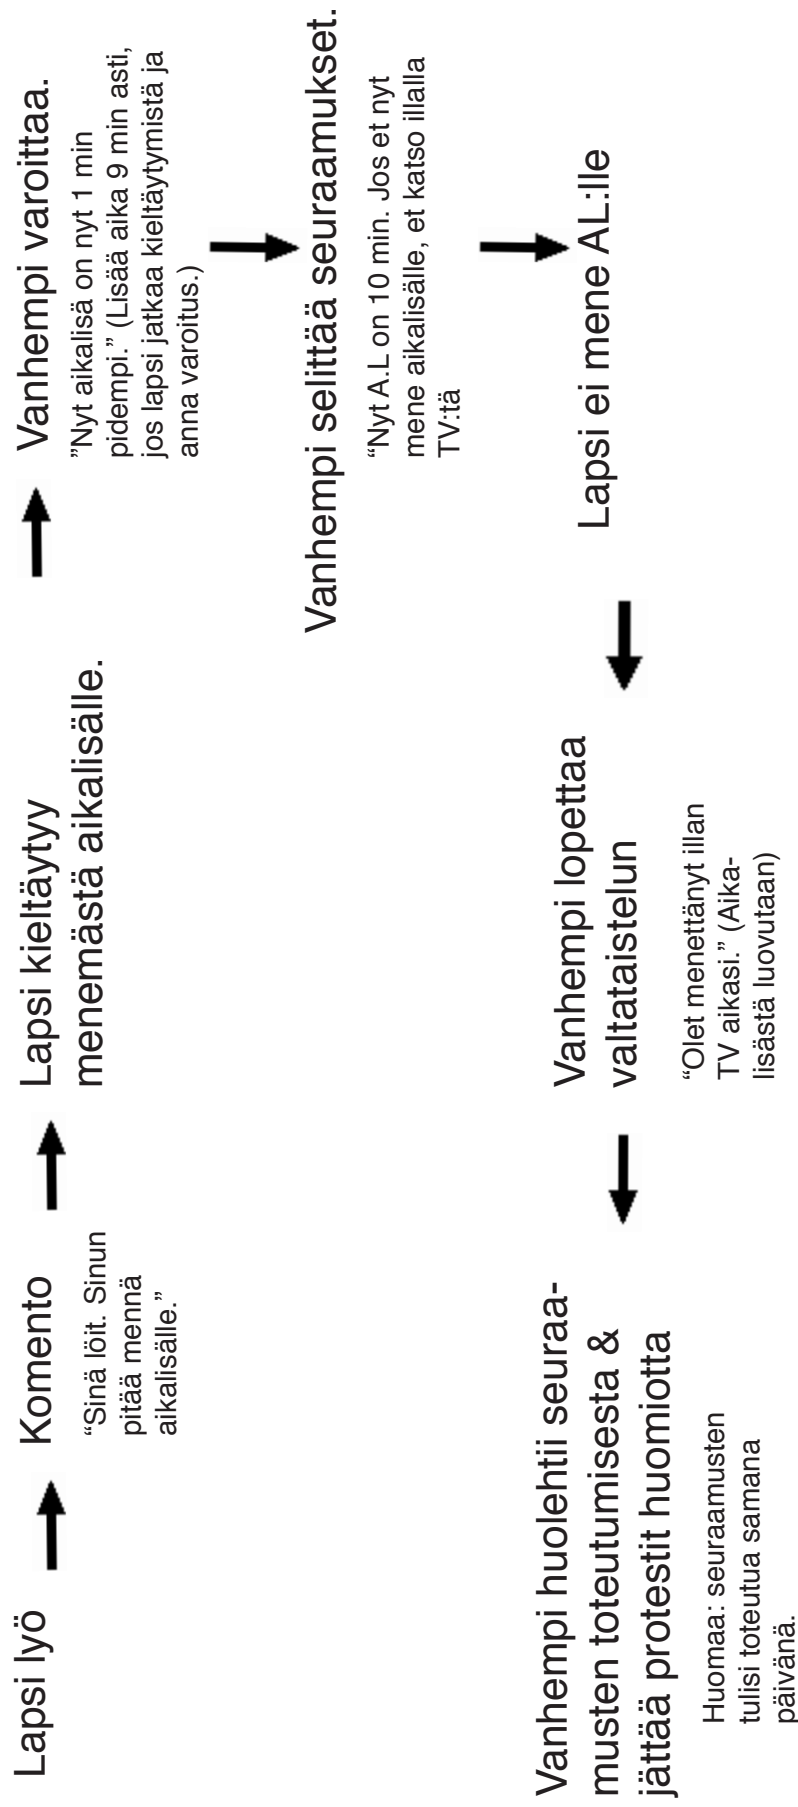 Lapsi lyö
Komento
“Sinä löit. Sinun
pitää mennä
aikalisälle.”
Lapsi kieltäytyy
menemästä aikalisälle.
Vanhempi varoittaa.
”Nyt aikalisä on nyt 1 min
pidempi.” (Lisää aika 9 min asti,
jos lapsi jatkaa kieltäytymistä ja
anna varoitus.)
Vanhempi selittää seuraamukset.
“Nyt A.L on 10 min. Jos et nyt
mene aikalisälle, et katso illalla
TV:tä
Lapsi ei mene AL:lle
Vanhempi lopettaa
valtataistelun
“Olet menettänyt illan
TV aikasi.” (Aika-
lisästä luovutaan)
Vanhempi huolehtii seuraa-
musten toteutumisesta &
jättää protestit huomiotta
Huomaa: seuraamusten
tulisi toteutua samana
päivänä.